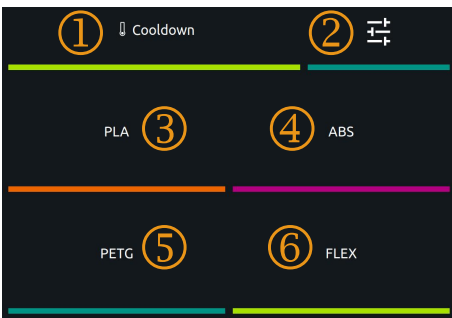 ① Cooldown ②
PLA ③ ④ ABS
PETG ⑤ ⑥ FLEX